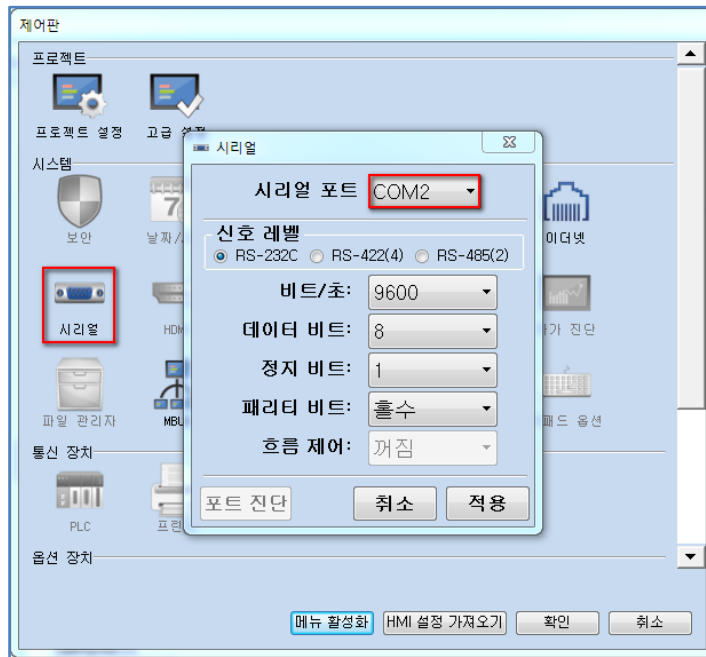 제어판
프로젝트
프로젝트 설정
고급
시스템
시리얼
시리얼 포트 COM2
신호 레벨
RS-232C RS-422(4) RS-485(2)
비트/초: 9600
데이터 비트: 8
정지 비트: 1
패리티 비트: 홀수
흐름 제어: 꺼짐
포트 진단 취소 적용
7
보안
날짜/
이더넷
시리얼
HDM
진단
파일 관리자
MBU
패드 옵션
통신 장치
PLC
프린
옵션 장치
메뉴 활성화 HMI 설정 가져오기 확인 취소